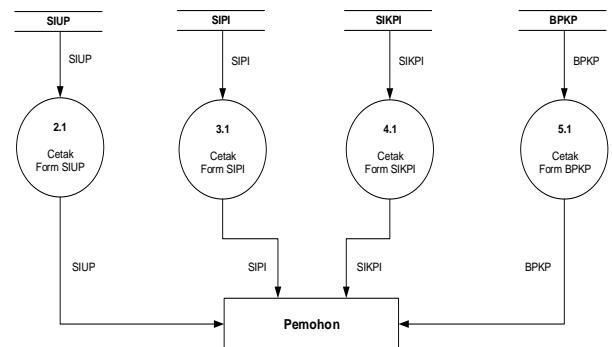 SIUP
SIPI
SIKPI
BPKP
SIUP
SIPI
SIKPI
BPKP
2.1
Cetak
Form SIUP
3.1
Cetak
Form SIPI
4.1
Cetak
Form SIKPI
5.1
Cetak
Form BPKP
SIUP
SIPI
SIKPI
BPKP
Pemohon